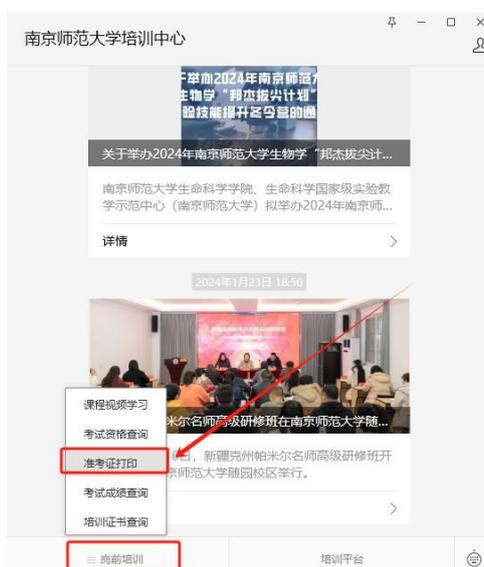 南京师范大学培训中心
于举办2024年南京师范大
生物学“邦杰拔尖计划”
验技能提升冬令营的通
关于举办2024年南京师范大学生物学“邦杰拔尖计...
南京师范大学生命科学学院、生命科学国家级实验教
学示范中心（南京师范大学）拟举办2024年南京师...
详情
2024年1月23日 18:50
米尔名师高级研修班在南京师范大学随...
日，新疆克州帕米尔名师高级研修班开
京师范大学随园校区举行。
课程视频学习
考试资格查询
准考证打印
考试成绩查询
培训证书查询
岗前培训
培训平台